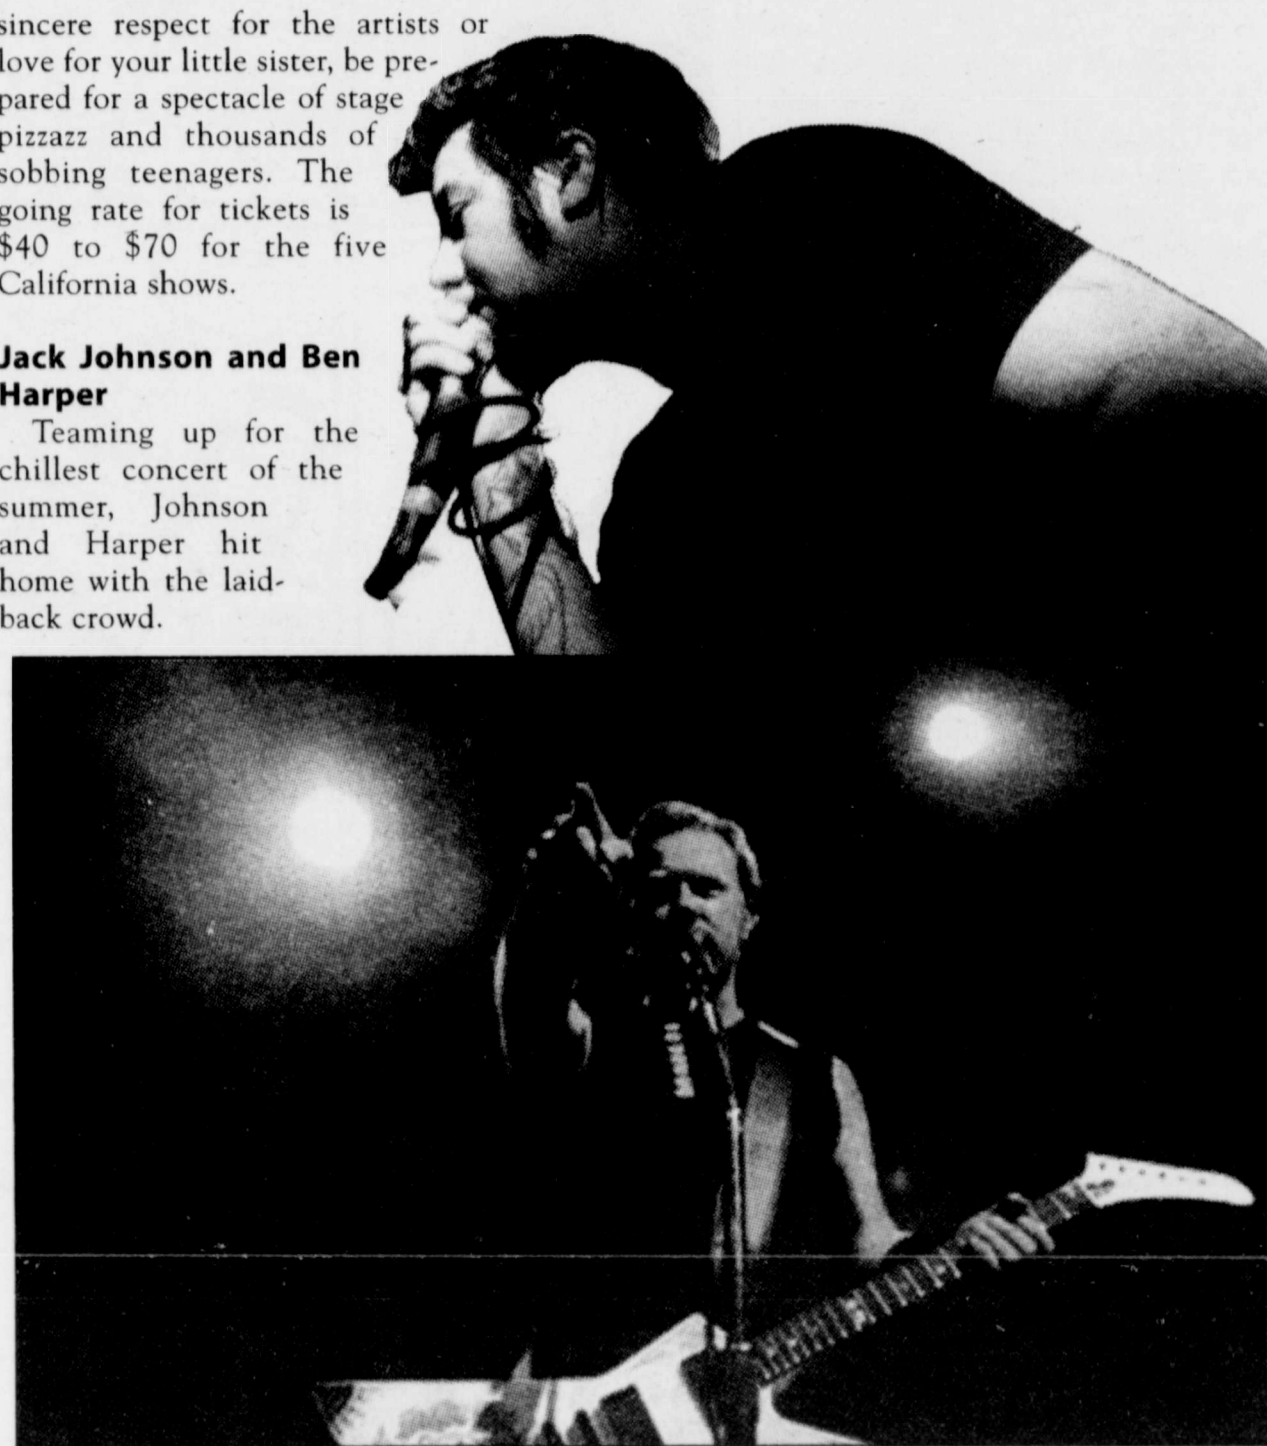 sincere respect for the artists or
love for your little sister, be pre-
pared for a spectacle of stage
pizzazz and thousands of
sobbing teenagers. The
going rate for tickets is
$40 to $70 for the five
California shows.
Jack Johnson and Ben
Harper
Teaming up for the
chillest concert of the
summer, Johnson
and Harper hit
home with the laid-
back crowd.